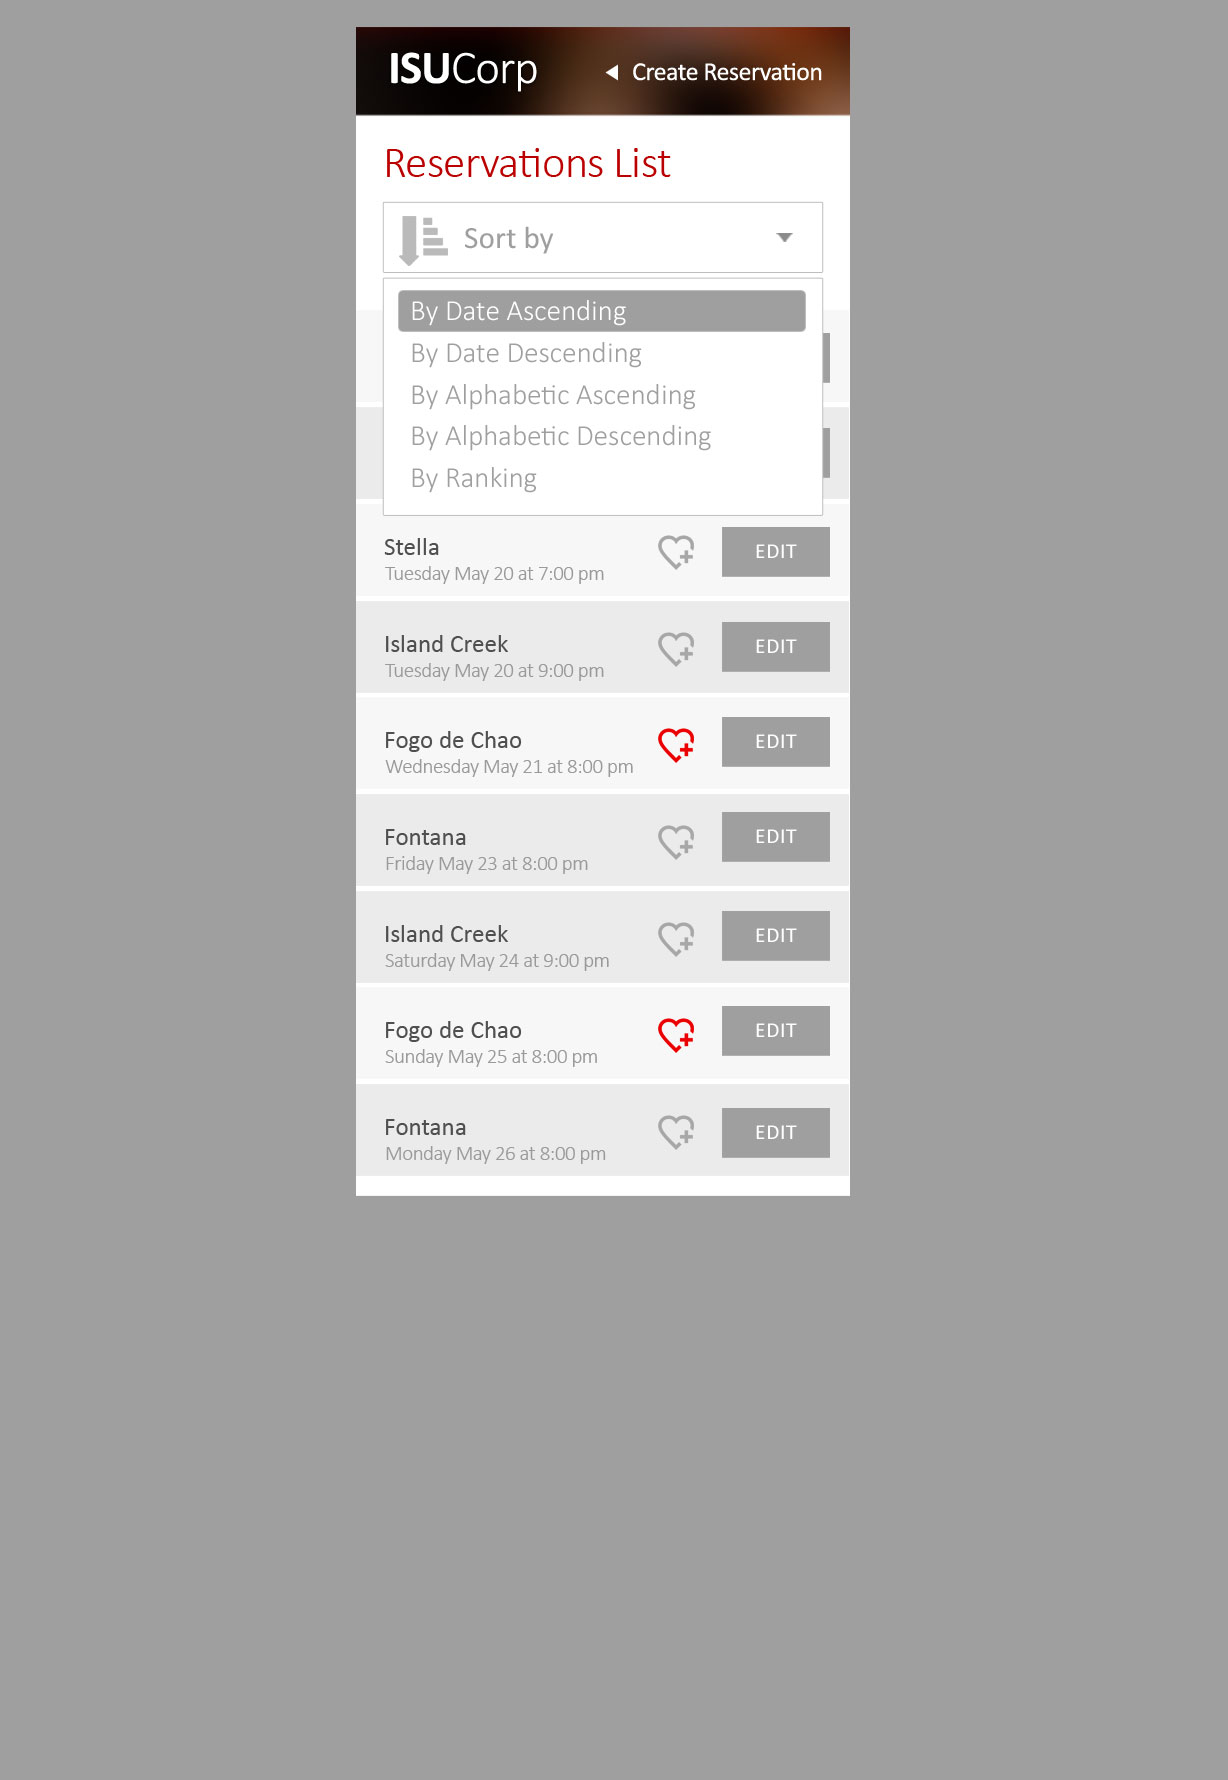 ISUCorp
Create Reservation
Reservations List
Sort by
By Date Ascending
By Date Descending
By Alphabetic Ascending
By Alphabetic Descending
By Ranking
Stella
Tuesday May 20 at 7:00 pm
EDIT
Island Creek
Tuesday May 20 at 9:00 pm
EDIT
Fogo de Chao
Wednesday May 21 at 8:00 pm
EDIT
Fontana
Friday May 23 at 8:00 pm
EDIT
Island Creek
Saturday May 24 at 9:00 pm
EDIT
Fogo de Chao
Sunday May 25 at 8:00 pm
EDIT
Fontana
Monday May 26 at 8:00 pm
EDIT